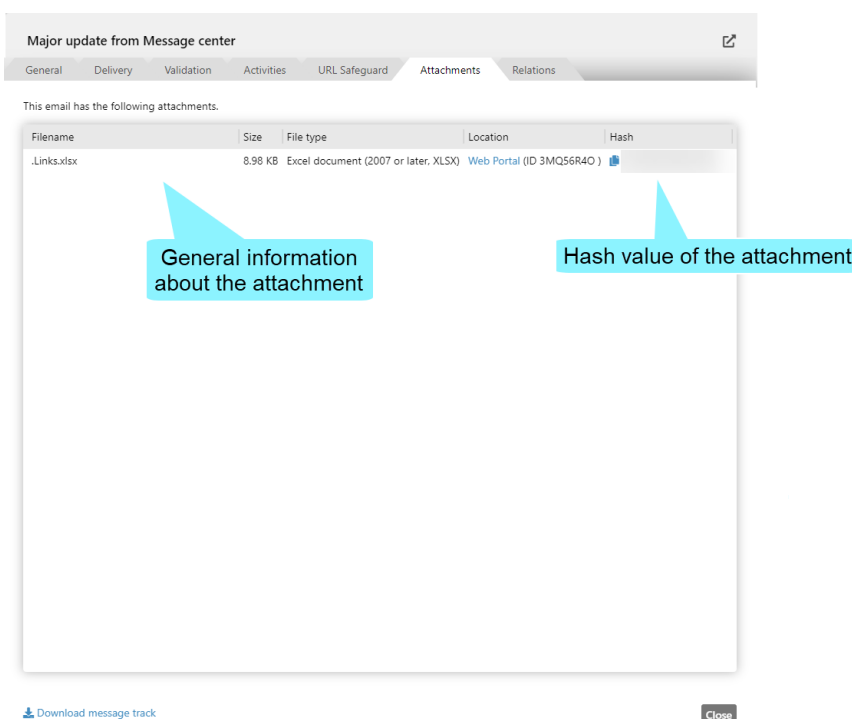 Major update from Message center
General Delivery Validation Activities URL Safeguard Attachments Relations
This email has the following attachments.
Filename Size File type Location Hash
.Links.xlsx 8.98 KB Excel document (2007 or later, XLSX) Web Portal (ID 3MQ56R4O )
General information
about the attachment
Hash value of the attachment
Download message track
Close